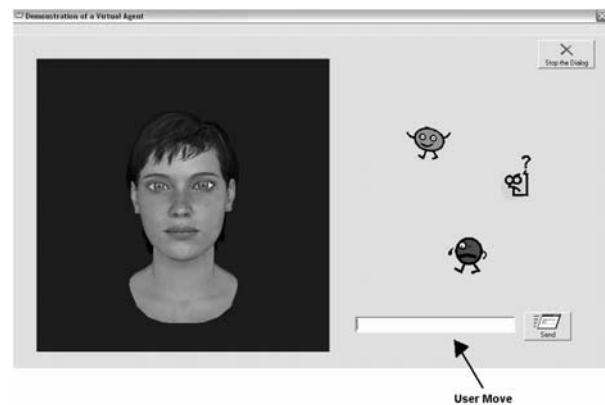 Demonstration of a Virtual Agent
Stop the Dialog
?
Send
User Move